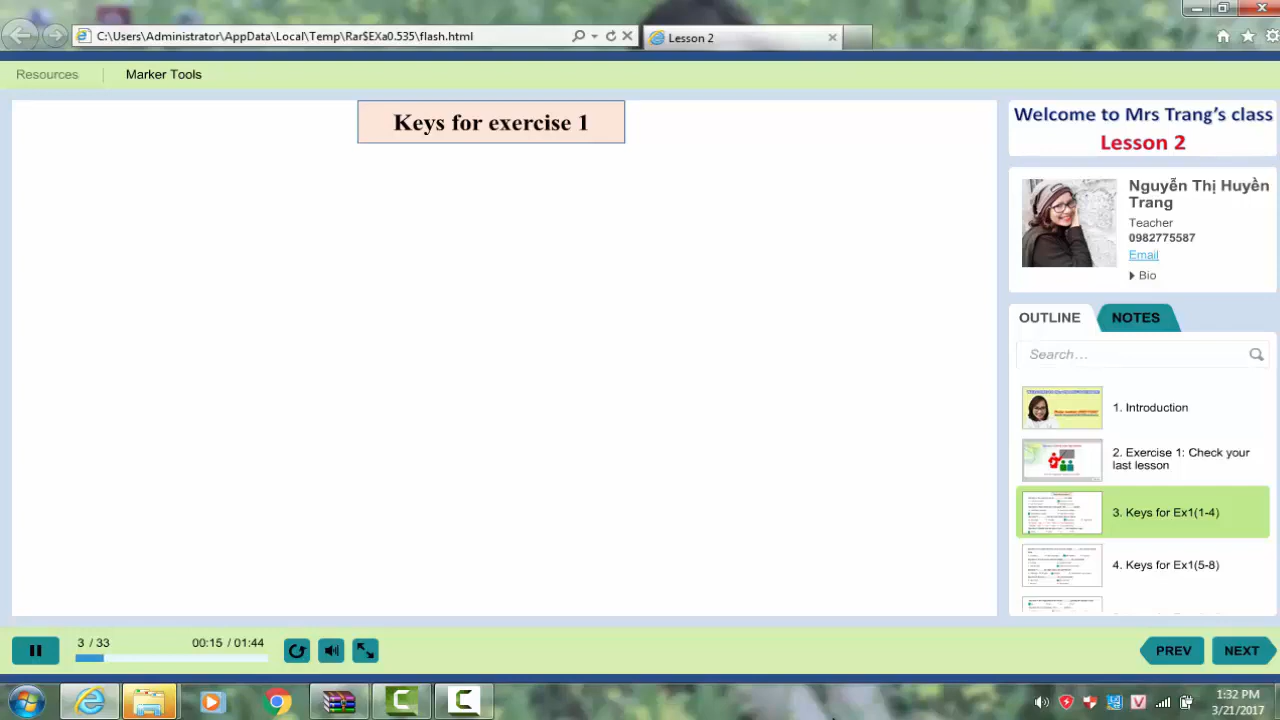 C:\Users\Administrator\AppData\Local\Temp\Rar$EXa0.535\flash.html
Lesson 2
Resources
Marker Tools
Keys for exercise 1
Welcome to Mrs Trang's class
Lesson 2
Nguyễn Thị Huyền
Trang
Teacher
0982775587
Email
Bio
OUTLINE
NOTES
Search…
1. Introduction
2. Exercise 1: Check your
last lesson
3. Keys for Ex1(1-4)
4. Keys for Ex1(5-8)
3 / 33
00:15 / 01:44
PREV
NEXT
1:32 PM
3/21/2017